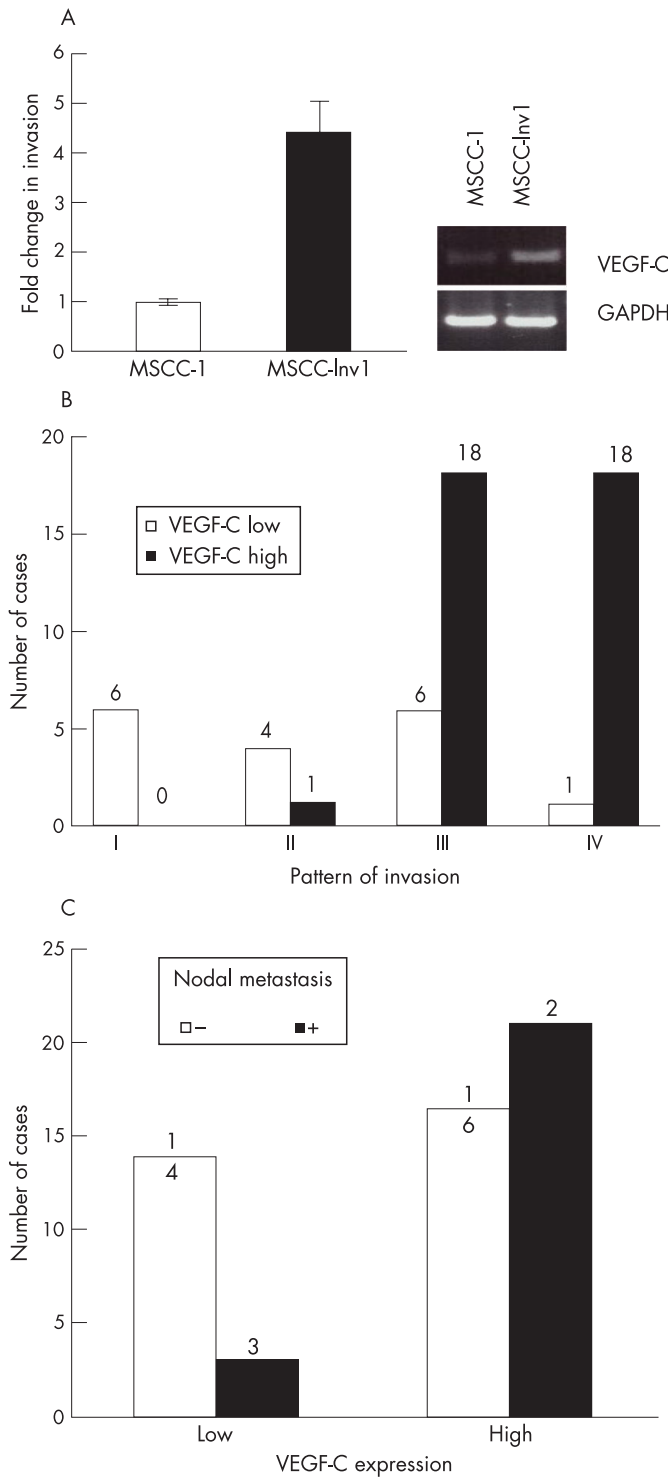 A
Fold change in invasion
6
5
4
3
2
1
0
MSCC-1
MSCC-Inv1
MSCC-1
MSCC-Inv1
VEGF-C
GAPDH
B
Number of cases
20
15
10
5
0
VEGF-C low
VEGF-C high
6
0
4
1
6
18
1
18
I
II
III
IV
Pattern of invasion
C
Number of cases
25
20
15
10
5
0
Nodal metastasis
−
+
1
4
3
1
6
2
Low
High
VEGF-C expression